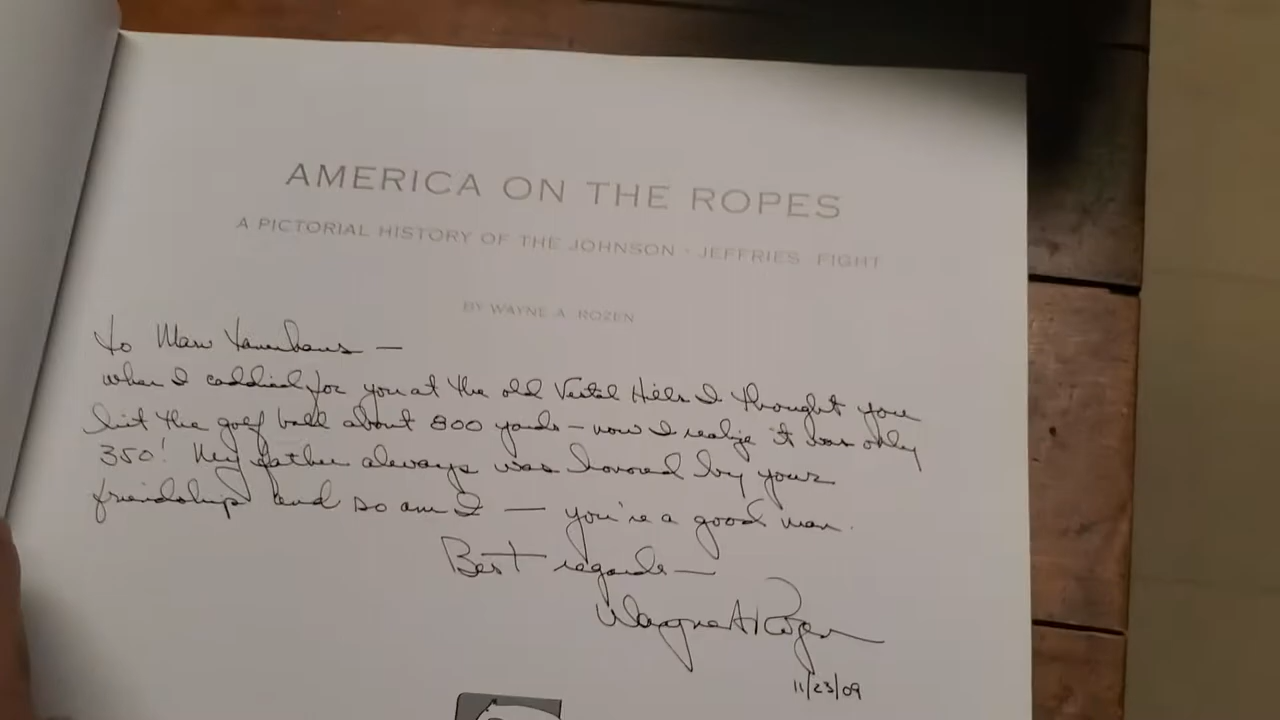 AMERICA ON THE ROPES
A PICTORIAL HISTORY OF THE JOHNSON - JEFFRIES FIGHT
BY WAYNE A. ROZEN
to —
when I caddied for you at the old Vestal Hills I thought you
hit the golf ball about 800 yards - now I realize it was only
350! My father always was honored by your
friendship and so am I — you're a good man.
Best regards —
Wayne A Rozen
11/23/09